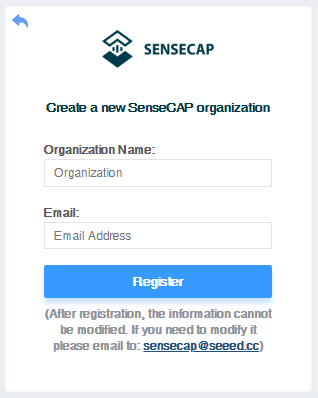 SENSECAP
Create a new SenseCAP organization
Organization Name:
Organization
Email:
Email Address
Register
(After registration, the information cannot
be modified. If you need to modify it
please email to: sensecap@seeed.cc)